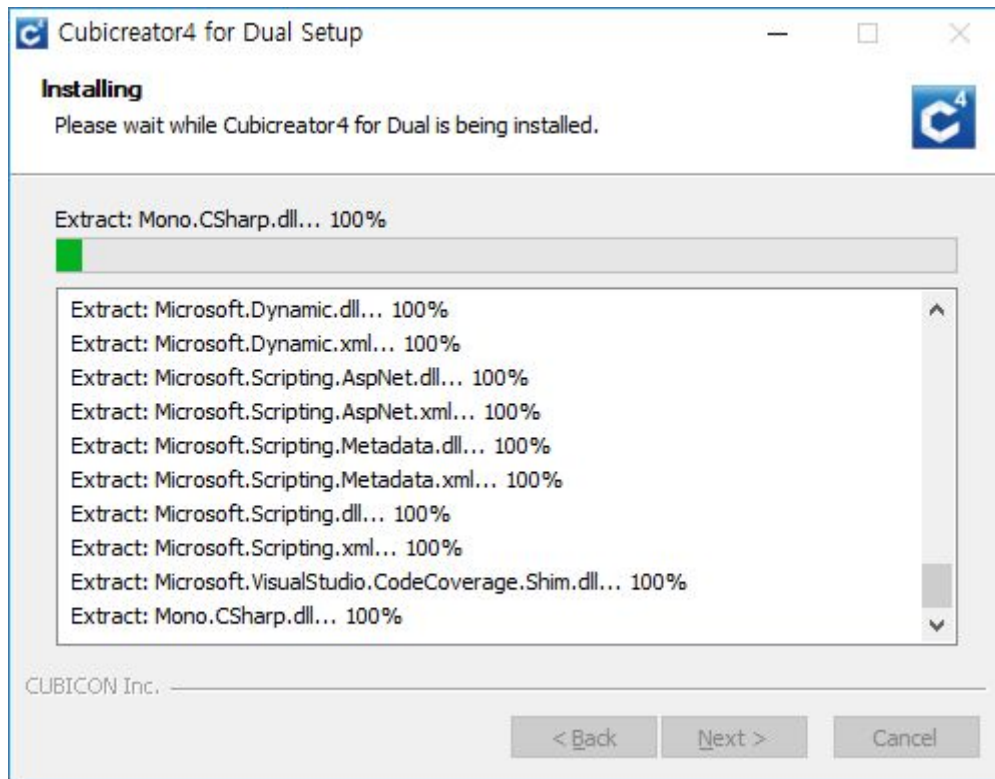 Cubicreator4 for Dual Setup
Installing
Please wait while Cubicreator4 for Dual is being installed.
Extract: Mono.CSharp.dll... 100%
Extract: Microsoft.Dynamic.dll... 100%
Extract: Microsoft.Dynamic.xml... 100%
Extract: Microsoft.Scripting.AspNet.dll... 100%
Extract: Microsoft.Scripting.AspNet.xml... 100%
Extract: Microsoft.Scripting.Metadata.dll... 100%
Extract: Microsoft.Scripting.Metadata.xml... 100%
Extract: Microsoft.Scripting.dll... 100%
Extract: Microsoft.Scripting.xml... 100%
Extract: Microsoft.VisualStudio.CodeCoverage.Shim.dll... 100%
Extract: Mono.CSharp.dll... 100%
CUBICON Inc.
< Back Next > Cancel